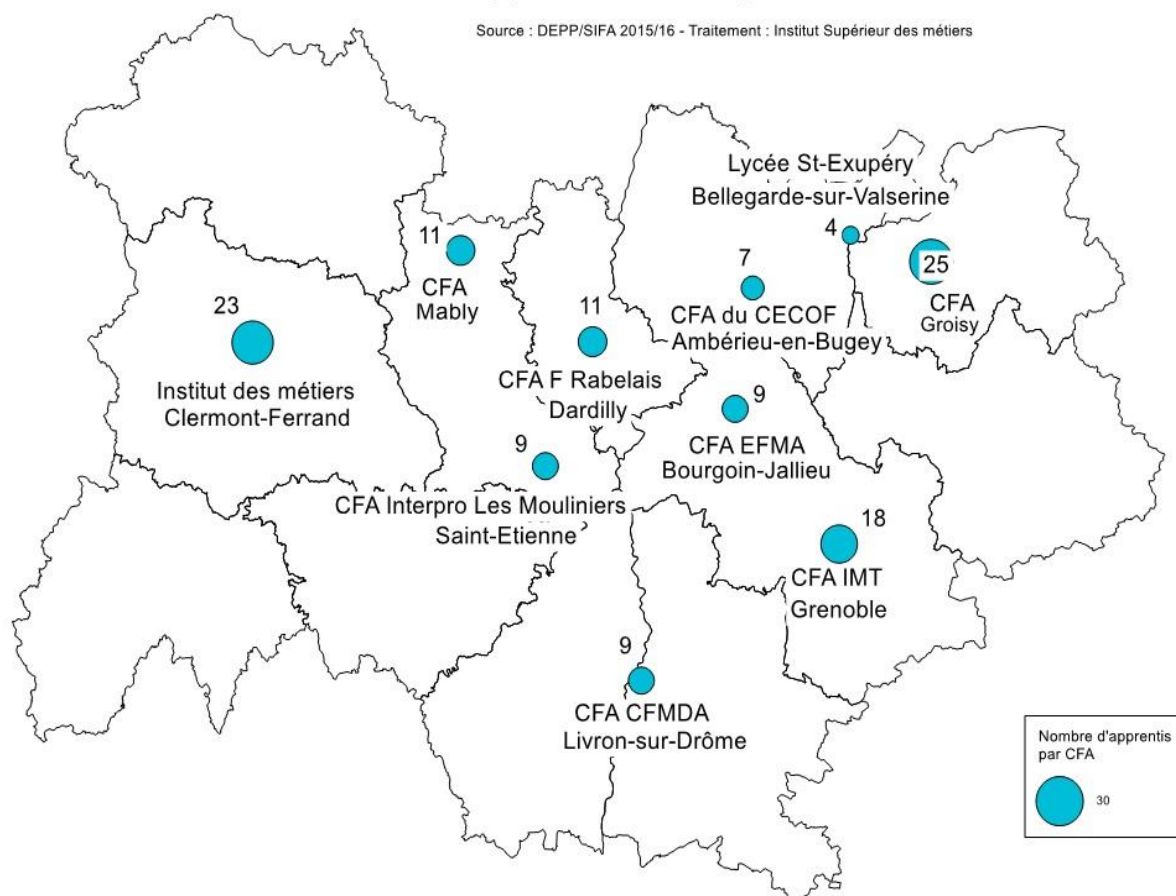 Source : DEPP/SIFA 2015/16 - Traitement : Institut Supérieur des métiers
Lycée St-Exupéry
Bellegarde-sur-Valserine
4
25
CFA
Groisy
11
CFA
Mably
7
CFA du CECOF
Ambérieu-en-Bugey
23
Institut des métiers
Clermont-Ferrand
11
CFA F Rabelais
Dardilly
9
CFA EFMA
Bourgoin-Jallieu
9
CFA Interpro Les Mouliniers
Saint-Etienne
18
CFA IMT
Grenoble
9
CFA CFMDA
Livron-sur-Drôme
Nombre d'apprentis
par CFA
30